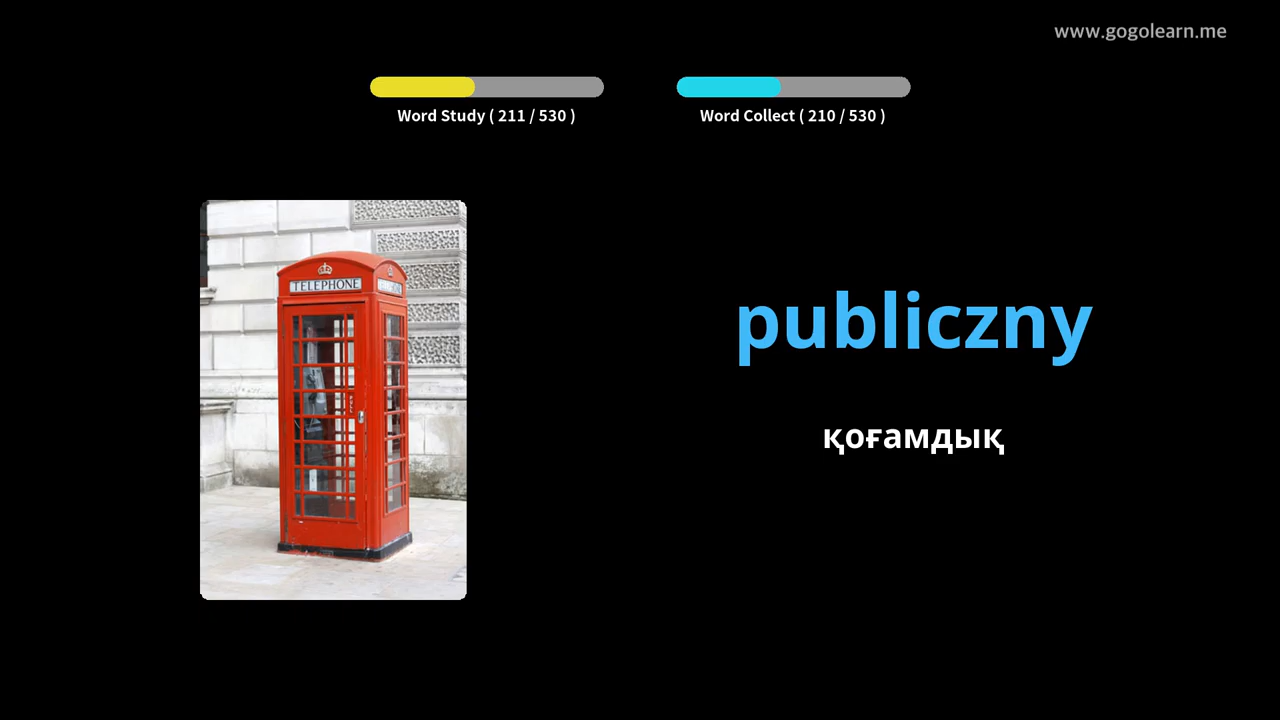 www.gogolearn.me
Word Study ( 211 / 530 )
Word Collect ( 210 / 530 )
TELEPHONE
publiczny
қоғамдық